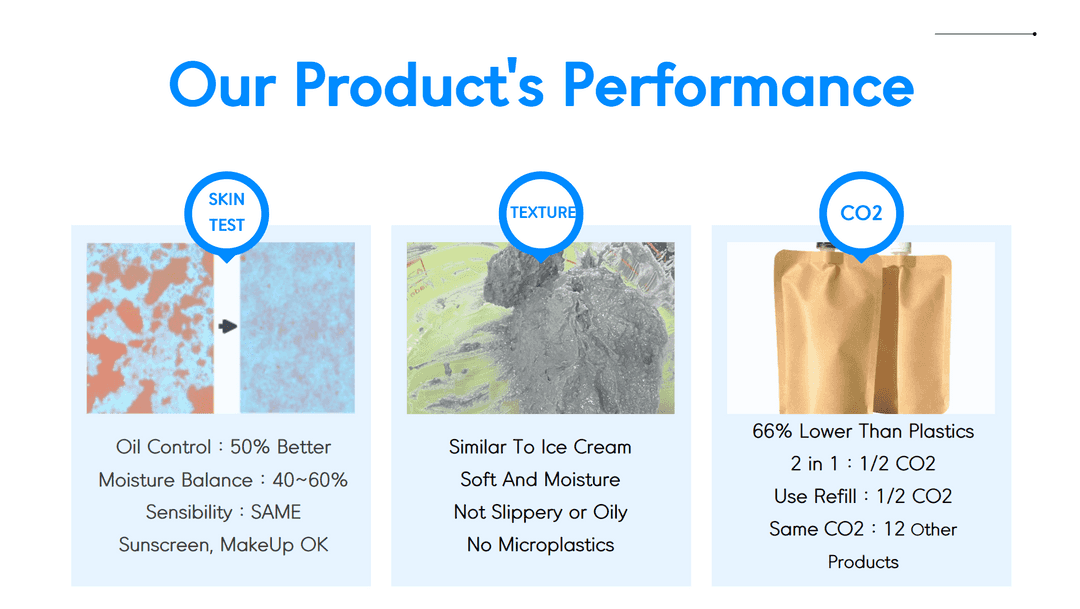 Our Product's Performance
SKIN
TEST
Oil Control : 50% Better
Moisture Balance : 40~60%
Sensibility : SAME
Sunscreen, MakeUp OK
TEXTURE
Similar To Ice Cream
Soft And Moisture
Not Slippery or Oily
No Microplastics
CO2
66% Lower Than Plastics
2 in 1 : 1/2 CO2
Use Refill : 1/2 CO2
Same CO2 : 12 Other
Products